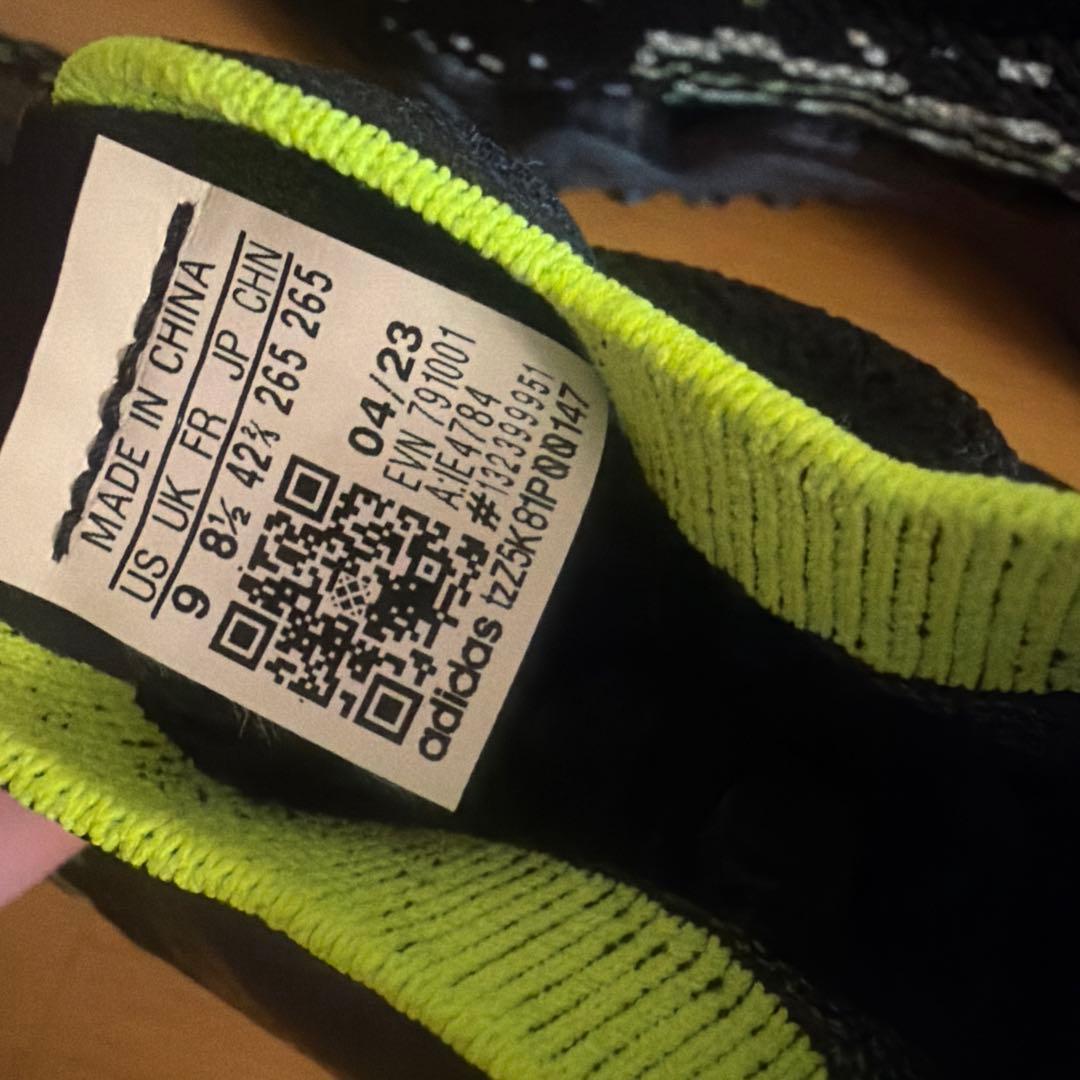 MADE IN CHINA
US UK FR JP CHN
9 8½ 42⅔ 265 265
04/23
EVN 791001
A:IE4784
#132399951
adidas tzZ5K81PQQ147